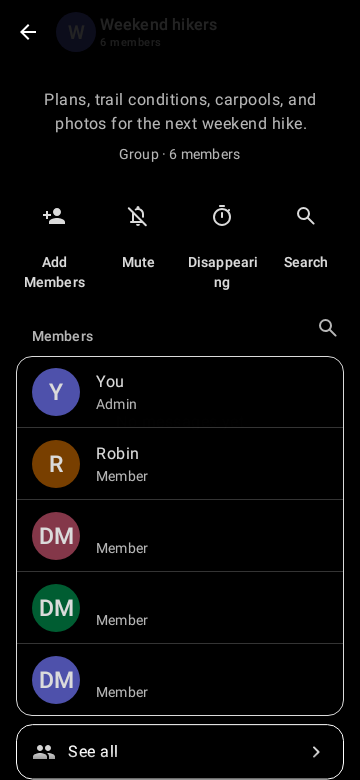 W
Weekend hikers
6 members
Plans, trail conditions, carpools, and
photos for the next weekend hike.
Group · 6 members
Add
Members
Mute
Disappeari
ng
Search
Members
Y
You
Admin
R
Robin
Member
DM
Member
DM
Member
DM
Member
See all